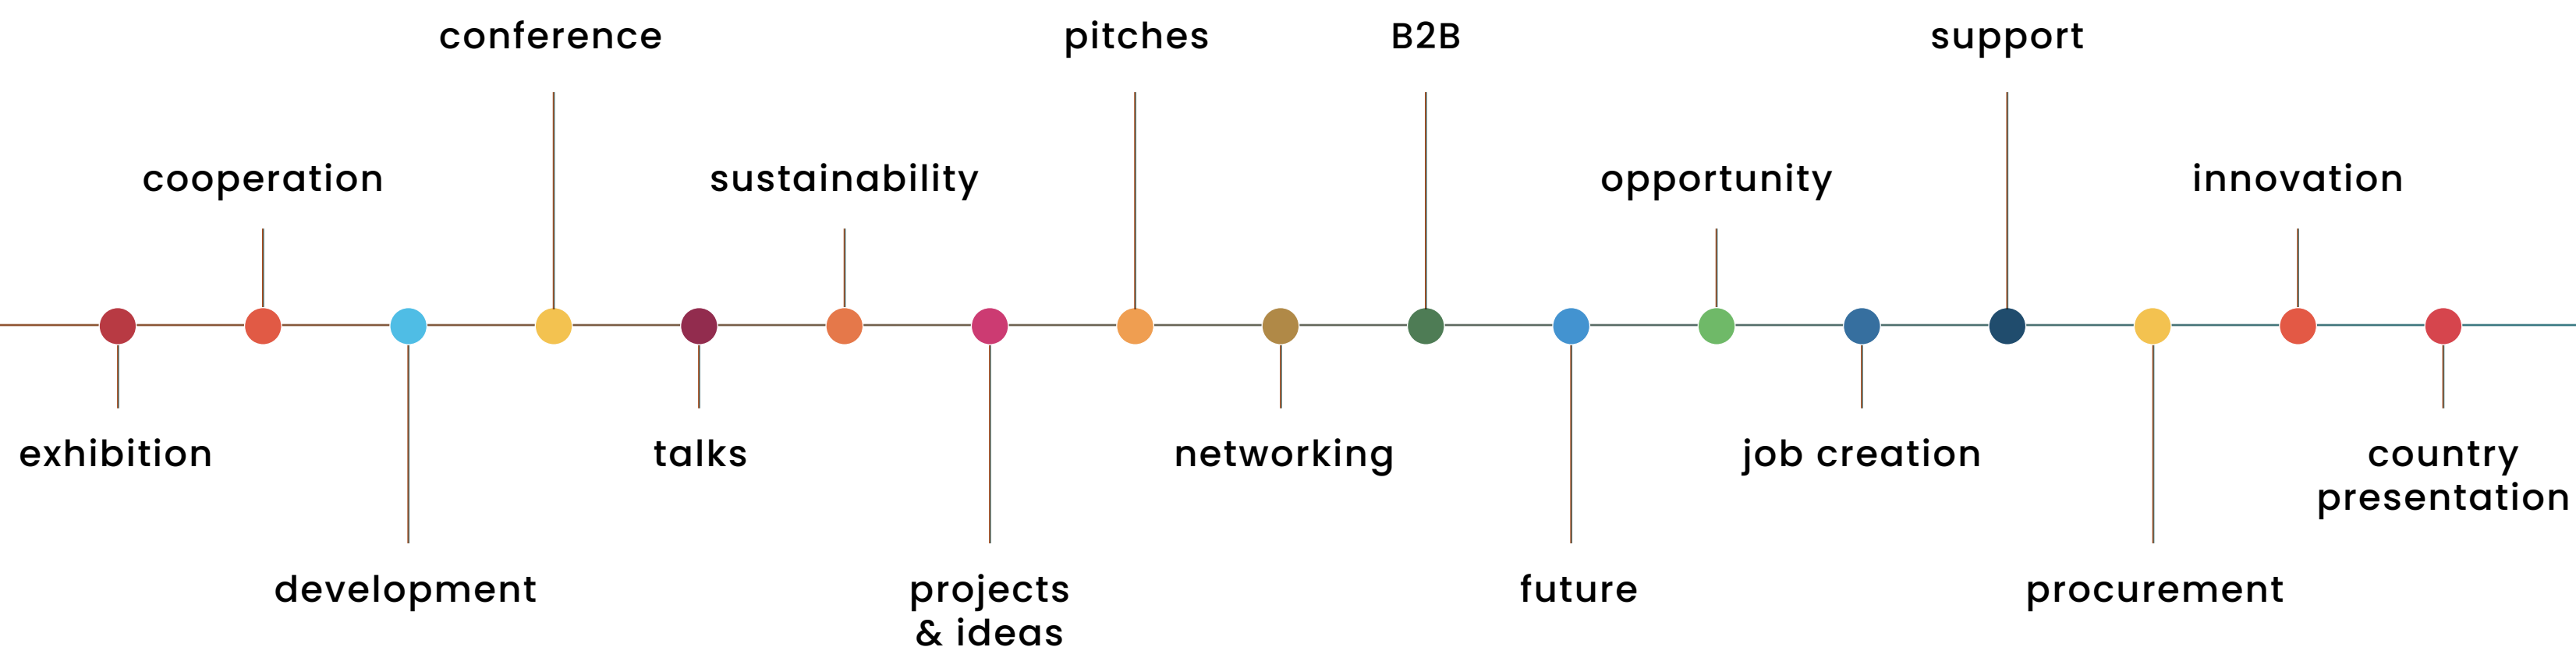 conference
pitches
B2B
support
cooperation
sustainability
opportunity
innovation
exhibition
talks
networking
job creation
country
presentation
development
projects
& ideas
future
procurement